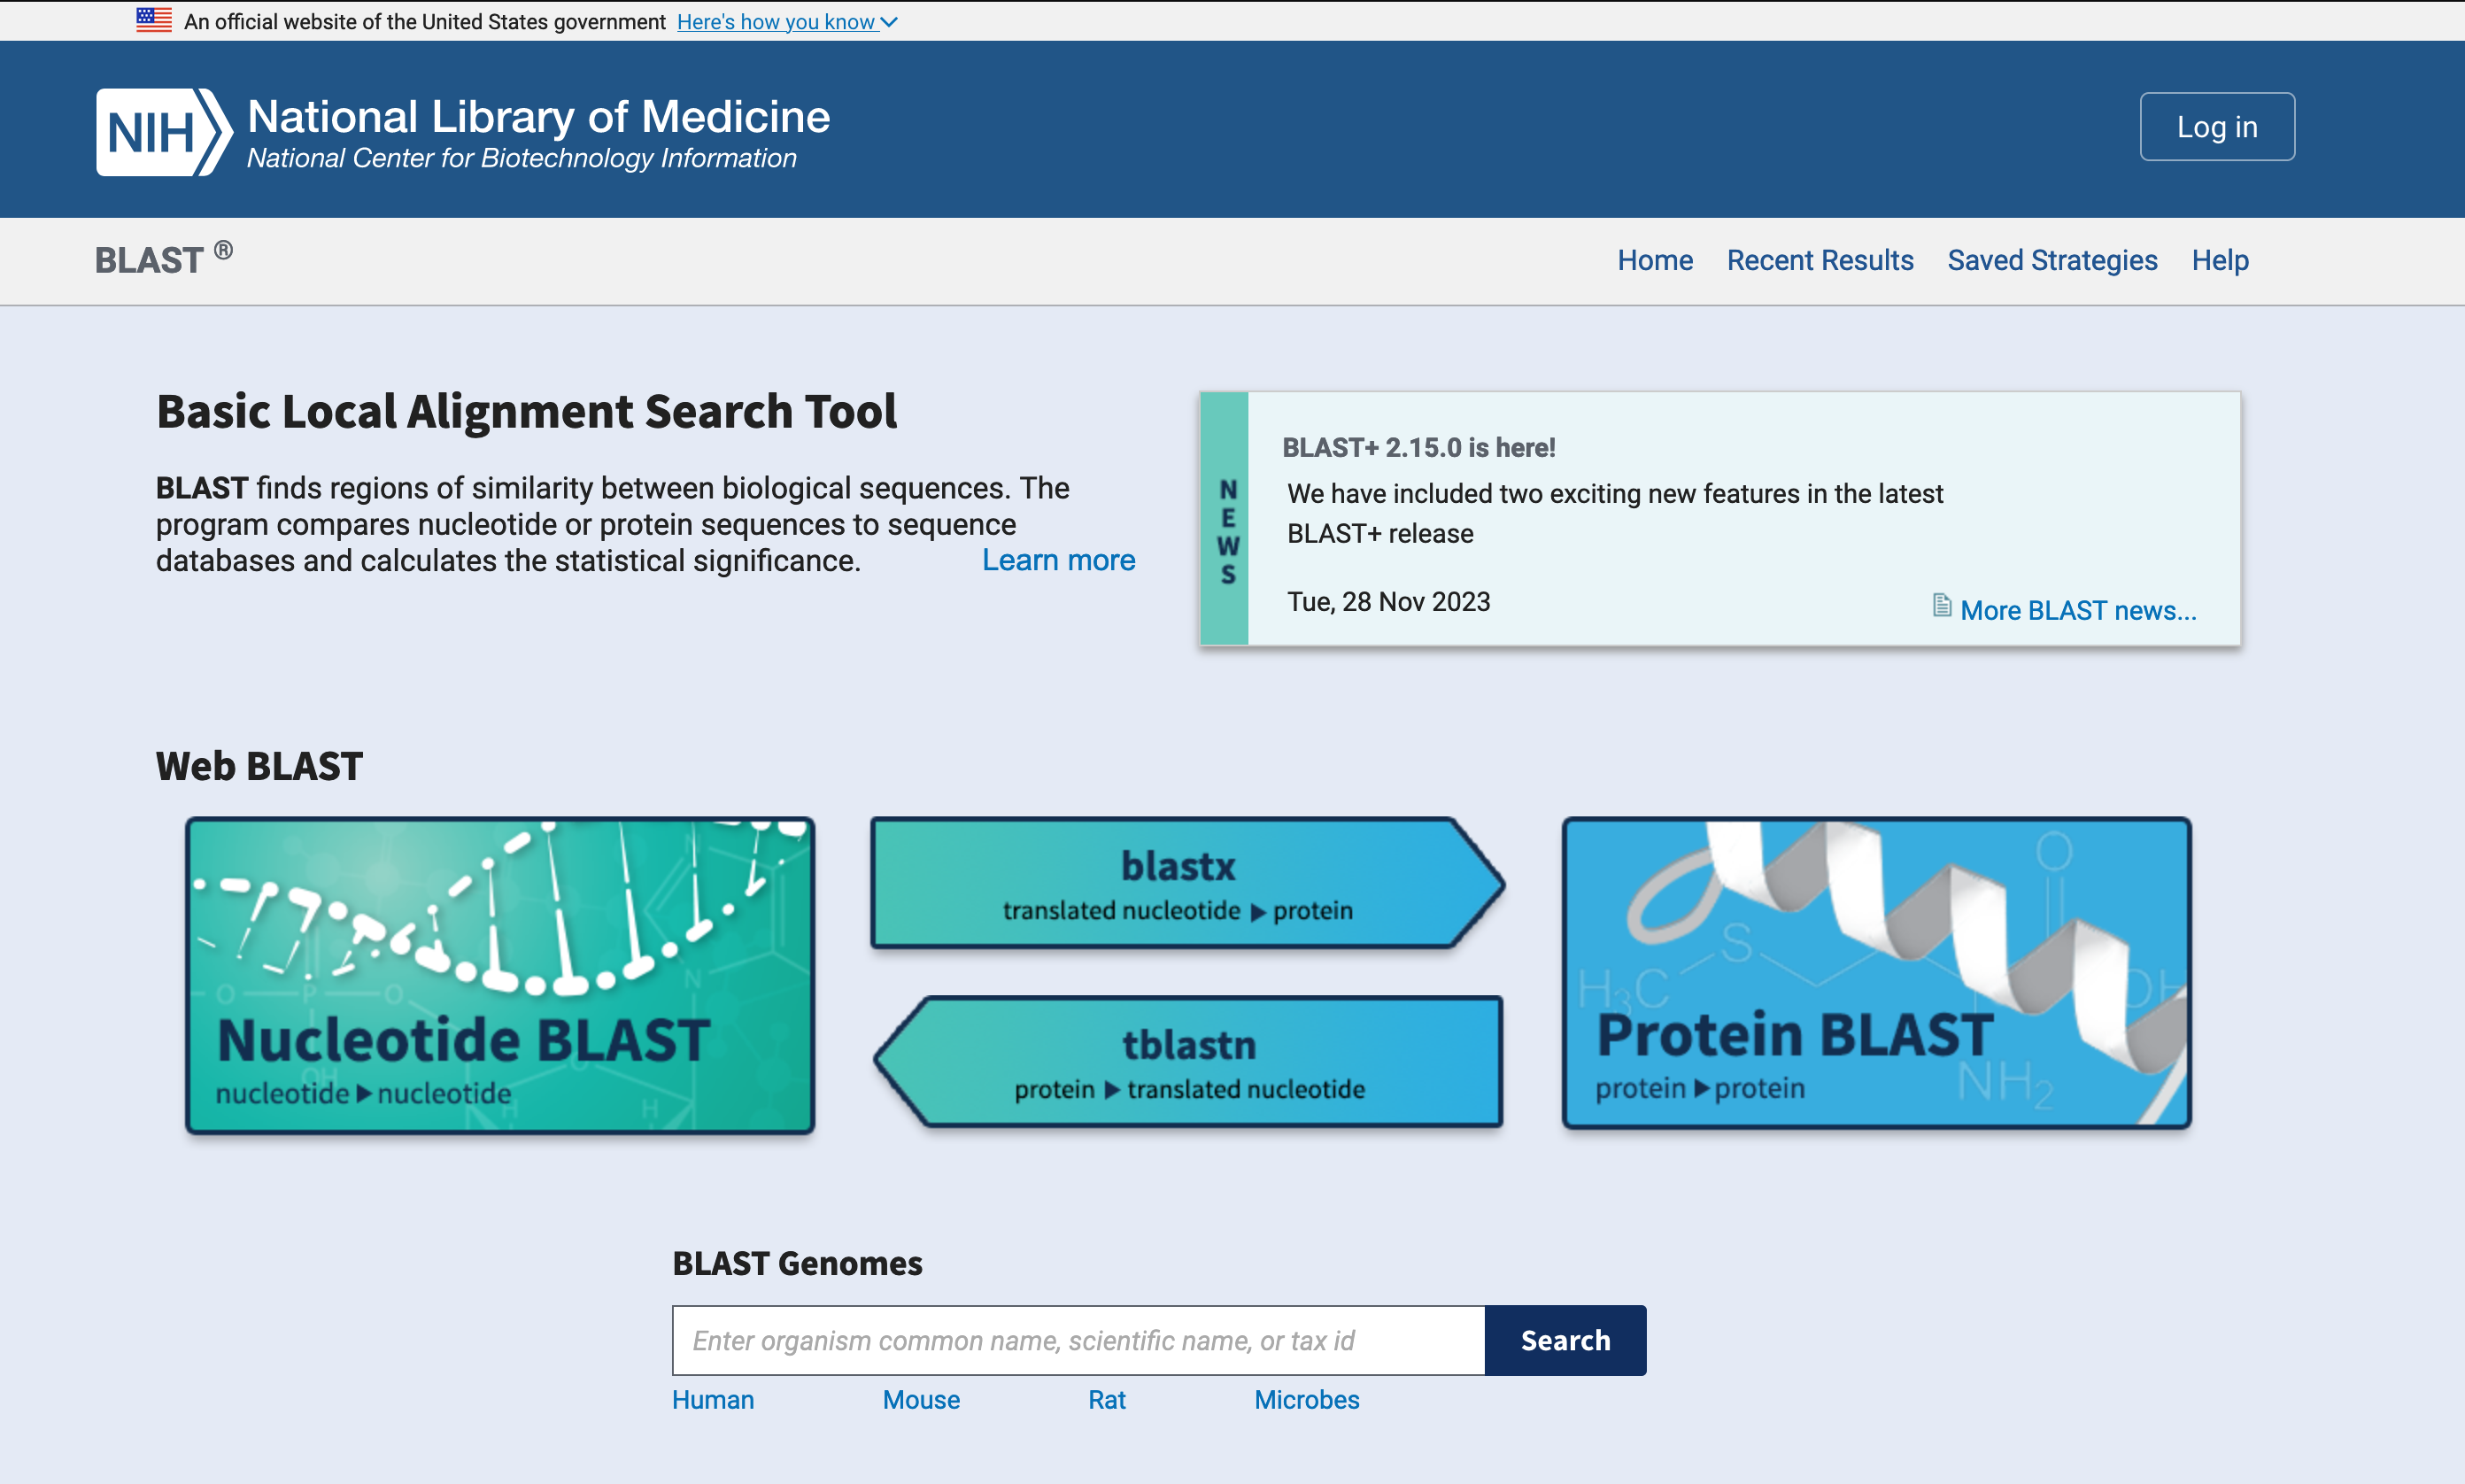 An official website of the United States government Here's how you know
NIH National Library of Medicine
National Center for Biotechnology Information
Log in
BLAST ®
Home Recent Results Saved Strategies Help
Basic Local Alignment Search Tool
BLAST finds regions of similarity between biological sequences. The
program compares nucleotide or protein sequences to sequence
databases and calculates the statistical significance. Learn more
NEWS
BLAST+ 2.15.0 is here!
We have included two exciting new features in the latest
BLAST+ release
Tue, 28 Nov 2023
More BLAST news...
Web BLAST
O P O N N
OH O H H
Nucleotide BLAST
nucleotide ▶ nucleotide
blastx
translated nucleotide ▶ protein
tblastn
protein ▶ translated nucleotide
O
H₃C S OH
NH₂
Protein BLAST
protein ▶ protein
BLAST Genomes
Enter organism common name, scientific name, or tax id
Search
Human Mouse Rat Microbes